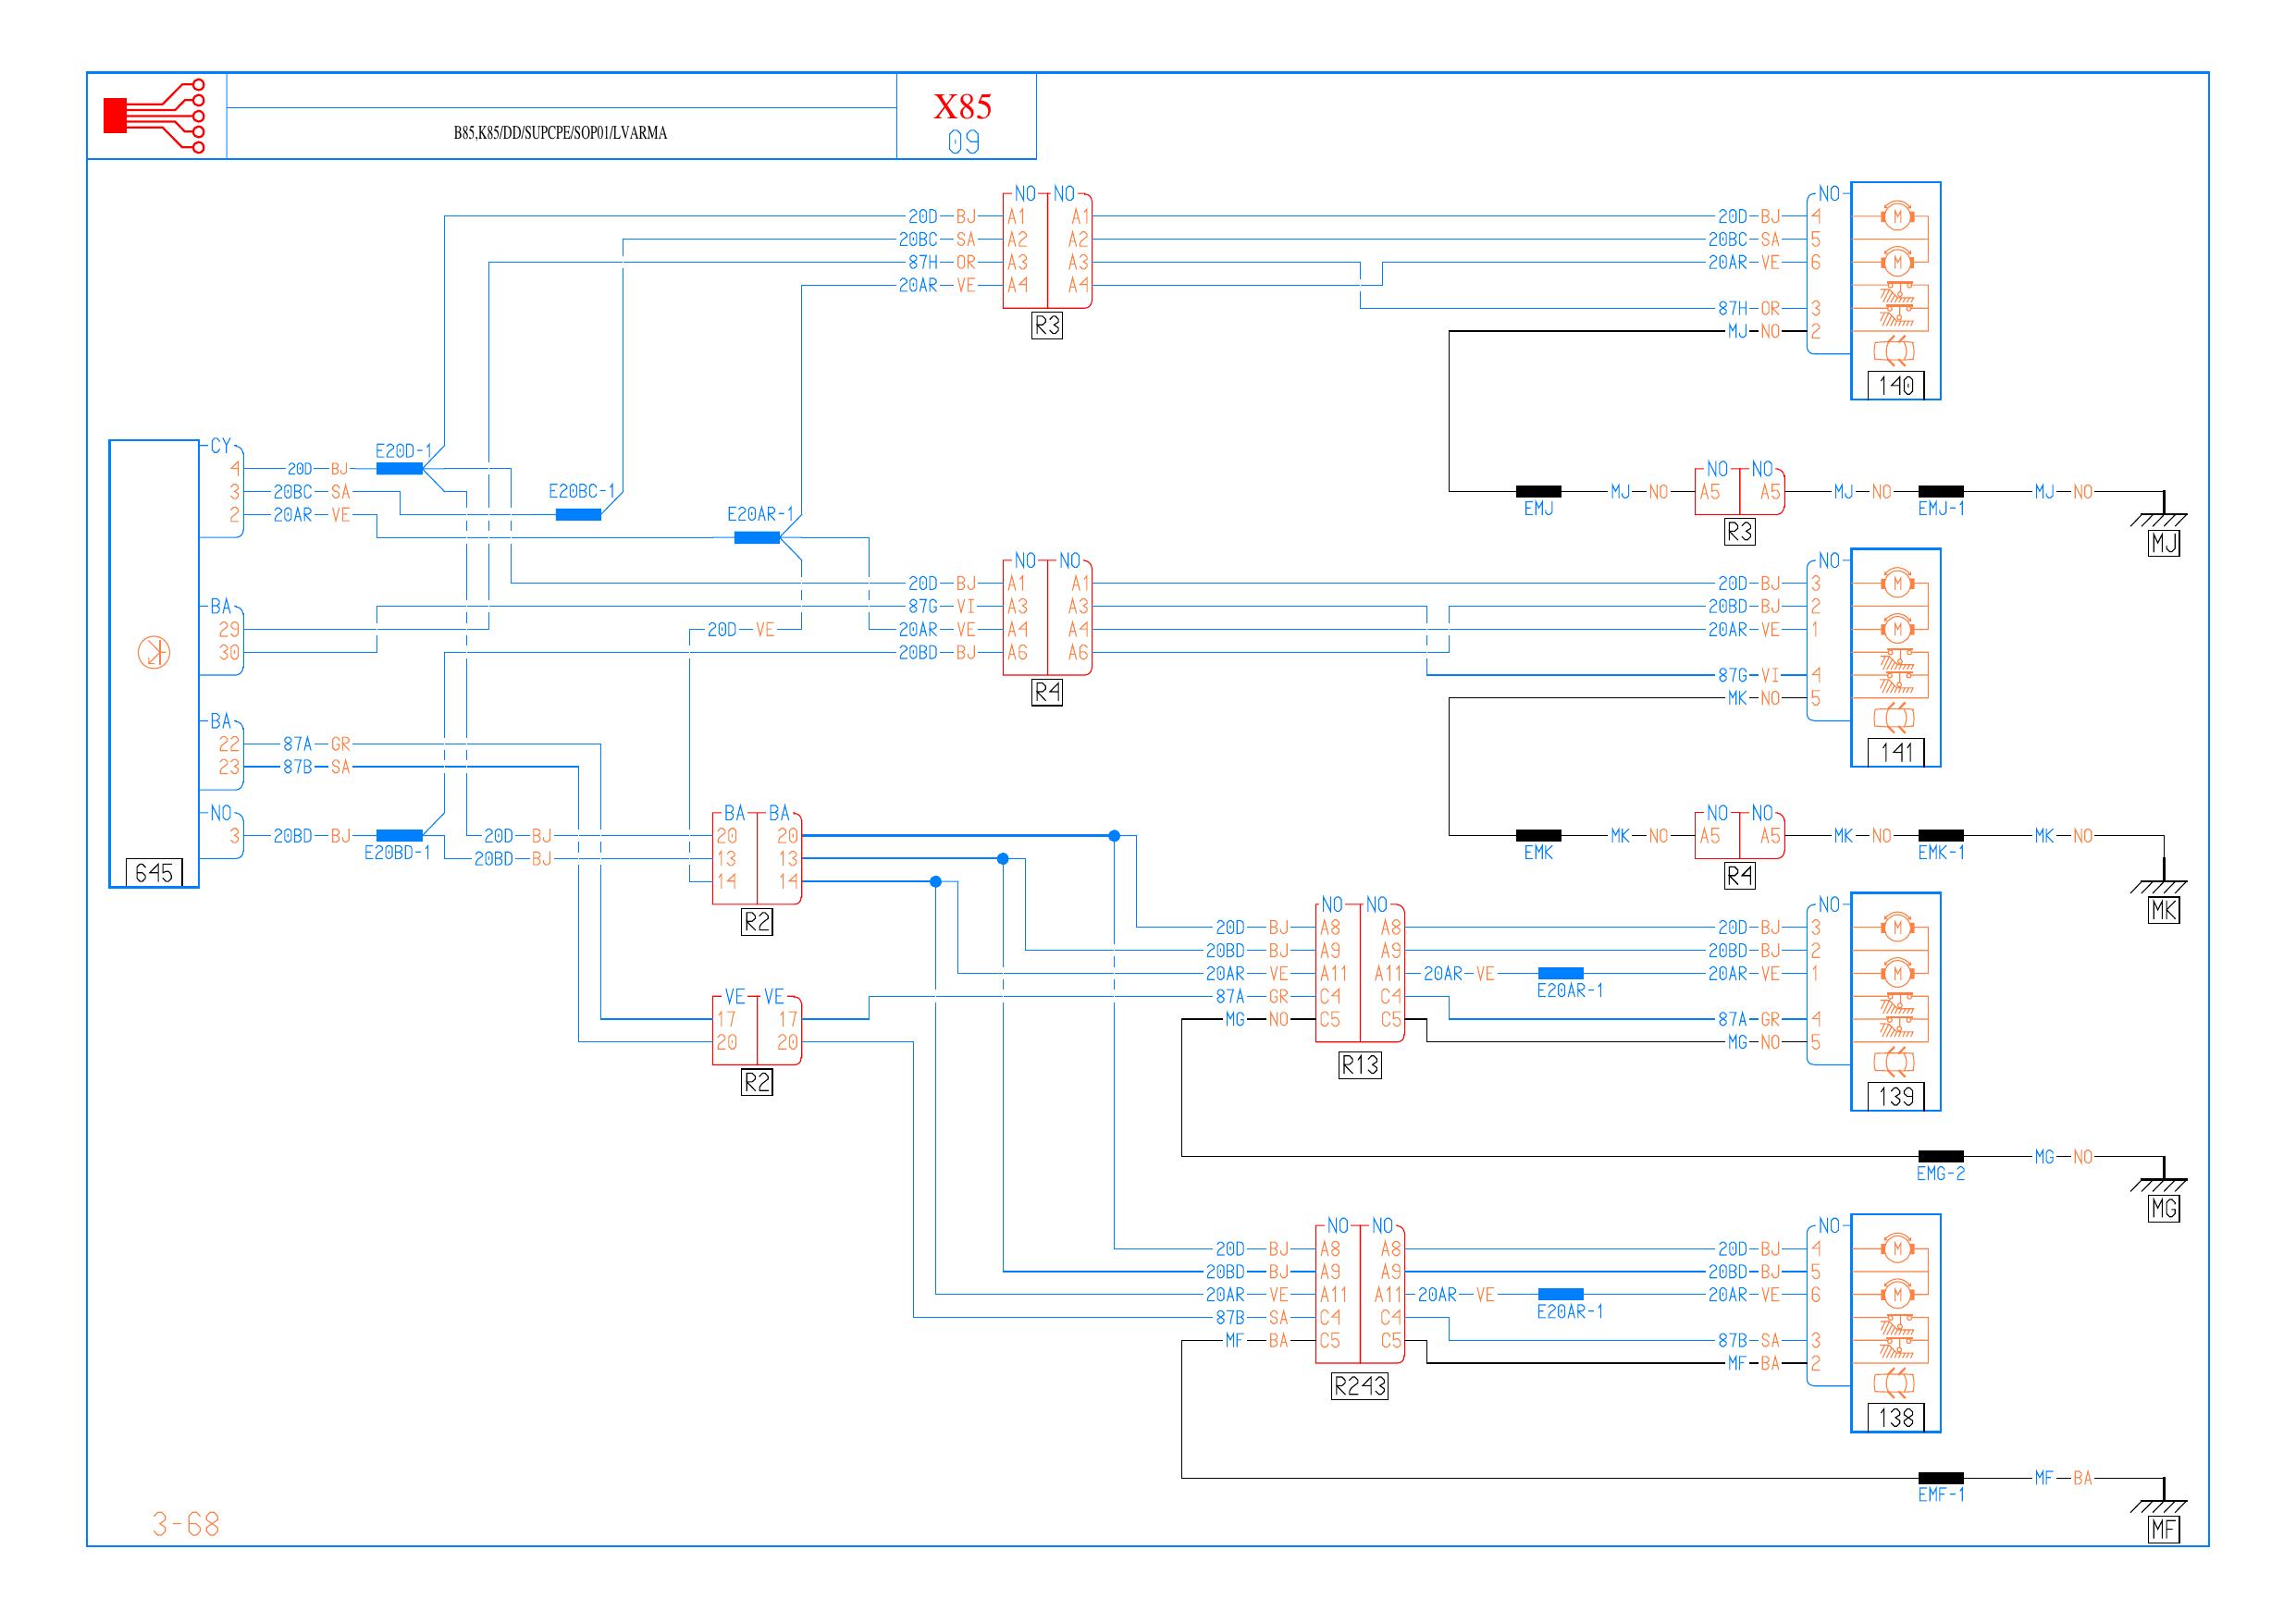 X85
B85,K85/DD/SUPCPE/SOP01/LVARMA
09
NO NO NO
20D BJ A1 A1 20D BJ 4 M
20BC SA A2 A2 20BC SA 5
87H OR A3 A3 20AR VE 6 M
20AR VE A4 A4
87H OR 3
R3
MJ NO 2
140
CY E20D-1
4 20D BJ NO NO
3 20BC SA E20BC-1 MJ NO A5 A5 MJ NO MJ NO
EMJ EMJ-1
2 20AR VE E20AR-1
R3 MJ
NO NO NO
20D BJ A1 A1 20D BJ 3 M
BA 87G VI A3 A3 20BD BJ 2
29 20D VE 20AR VE A4 A4 20AR VE 1 M
30 20BD BJ A6 A6
87G VI 4
R4 MK NO 5
BA
22 87A GR 141
23 87B SA
NO BA BA NO NO
3 20BD BJ 20D BJ 20 20 MK NO A5 A5 MK NO MK NO
E20BD-1 20BD BJ 13 13 EMK EMK-1
645 14 14 R4
R2 NO NO NO MK
20D BJ A8 A8 20D BJ 3 M
20BD BJ A9 A9 20BD BJ 2
20AR VE A11 A11 20AR VE 20AR VE 1 M
VE VE 87A GR C4 C4 E20AR-1
17 17 MG NO C5 C5 87A GR 4
20 20 MG NO 5
R2 R13
139
MG NO
EMG-2
MG
NO NO NO
20D BJ A8 A8 20D BJ 4 M
20BD BJ A9 A9 20BD BJ 5
20AR VE A11 A11 20AR VE 20AR VE 6 M
87B SA C4 C4 E20AR-1
MF BA C5 C5 87B SA 3
MF BA 2
R243
138
MF BA
EMF-1
3-68
MF